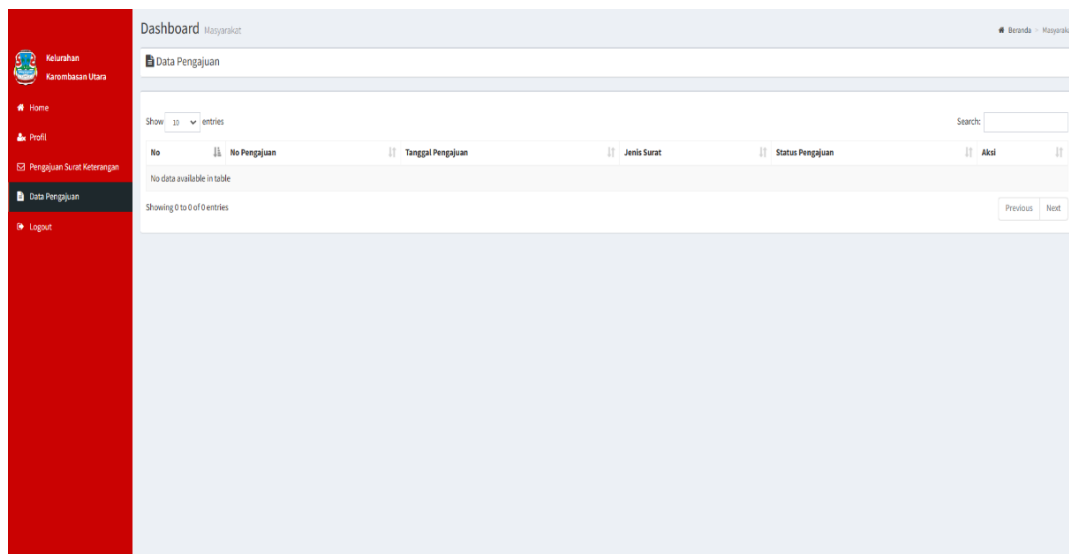 Dashboard Masyarakat
Beranda - Masyaraka
Kelurahan
Karombasan Utara
Home
Profil
Pengajuan Surat Keterangan
Data Pengajuan
Logout
Data Pengajuan
Show 10 entries
Search:
No No Pengajuan Tanggal Pengajuan Jenis Surat Status Pengajuan Aksi
No data available in table
Showing 0 to 0 of 0 entries
Previous Next